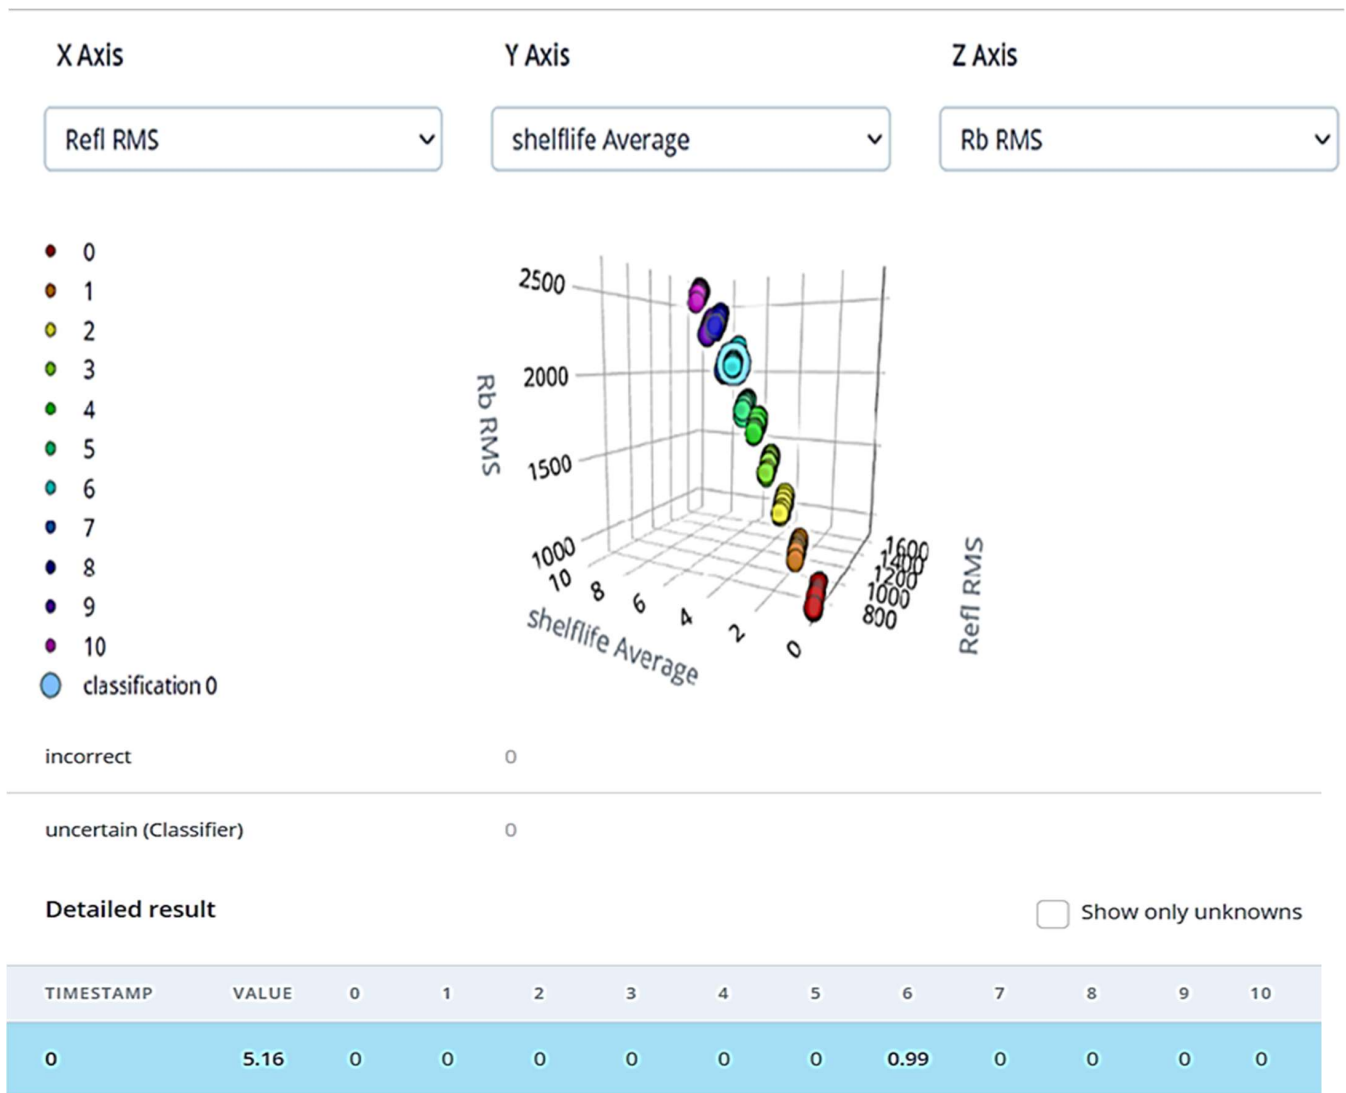 X Axis Y Axis Z Axis
Refl RMS shelflife Average Rb RMS
0
1
2
3
4
5
6
7
8
9
10
classification 0
2500
2000
1500
1000
Rb RMS
10 8 6 4 2 0
shelflife Average
1600
1400
1200
1000
800
Refl RMS
incorrect 0
uncertain (Classifier) 0
Detailed result Show only unknowns
TIMESTAMP VALUE 0 1 2 3 4 5 6 7 8 9 10
0 5.16 0 0 0 0 0 0 0.99 0 0 0 0